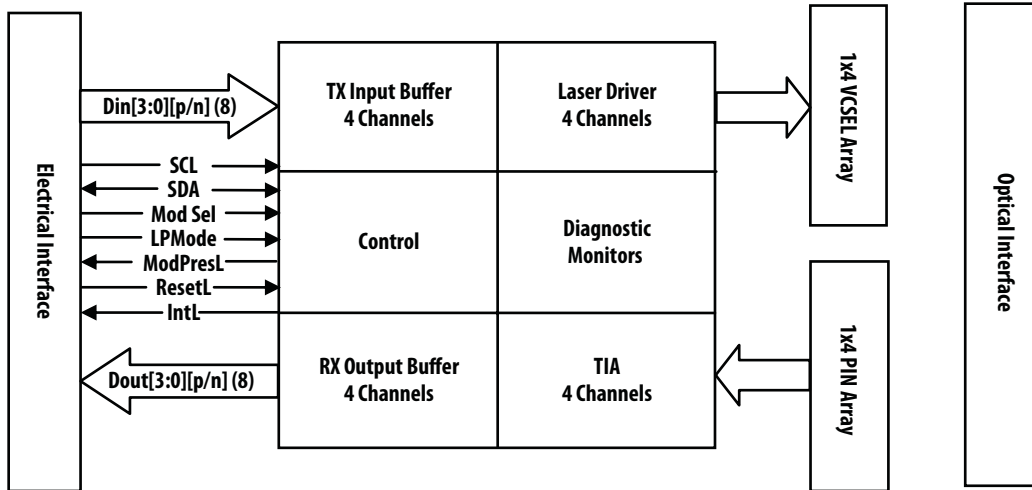 Electrical Interface
Din[3:0][p/n] (8)
SCL
SDA
Mod Sel
LPMode
ModPresL
ResetL
IntL
Dout[3:0][p/n] (8)
TX Input Buffer
4 Channels
Laser Driver
4 Channels
Control
Diagnostic
Monitors
RX Output Buffer
4 Channels
TIA
4 Channels
1x4 VCSEL Array
1x4 PIN Array
Optical Interface